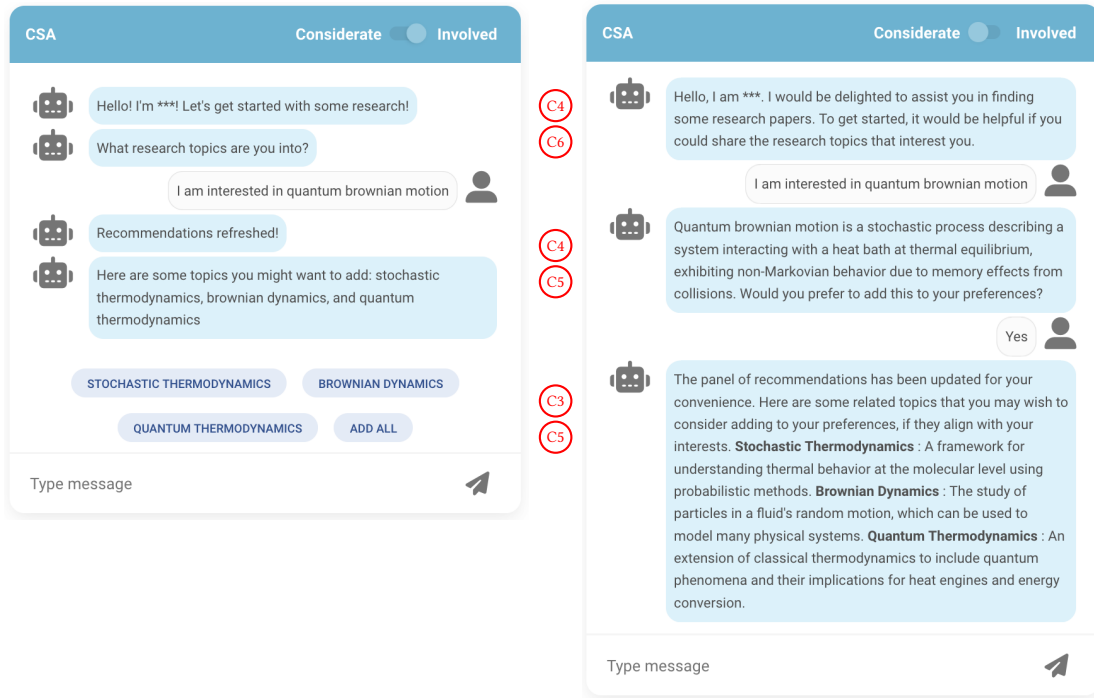 CSA
Considerate
Involved
Hello! I'm ***! Let's get started with some research!
What research topics are you into?
I am interested in quantum brownian motion
Recommendations refreshed!
Here are some topics you might want to add: stochastic
thermodynamics, brownian dynamics, and quantum
thermodynamics
STOCHASTIC THERMODYNAMICS
BROWNIAN DYNAMICS
QUANTUM THERMODYNAMICS
ADD ALL
Type message
C4
C6
C4
C5
C3
C5
CSA
Considerate
Involved
Hello, I am ***. I would be delighted to assist you in finding
some research papers. To get started, it would be helpful if you
could share the research topics that interest you.
I am interested in quantum brownian motion
Quantum brownian motion is a stochastic process describing a
system interacting with a heat bath at thermal equilibrium,
exhibiting non-Markovian behavior due to memory effects from
collisions. Would you prefer to add this to your preferences?
Yes
The panel of recommendations has been updated for your
convenience. Here are some related topics that you may wish to
consider adding to your preferences, if they align with your
interests. Stochastic Thermodynamics : A framework for
understanding thermal behavior at the molecular level using
probabilistic methods. Brownian Dynamics : The study of
particles in a fluid's random motion, which can be used to
model many physical systems. Quantum Thermodynamics : An
extension of classical thermodynamics to include quantum
phenomena and their implications for heat engines and energy
conversion.
Type message